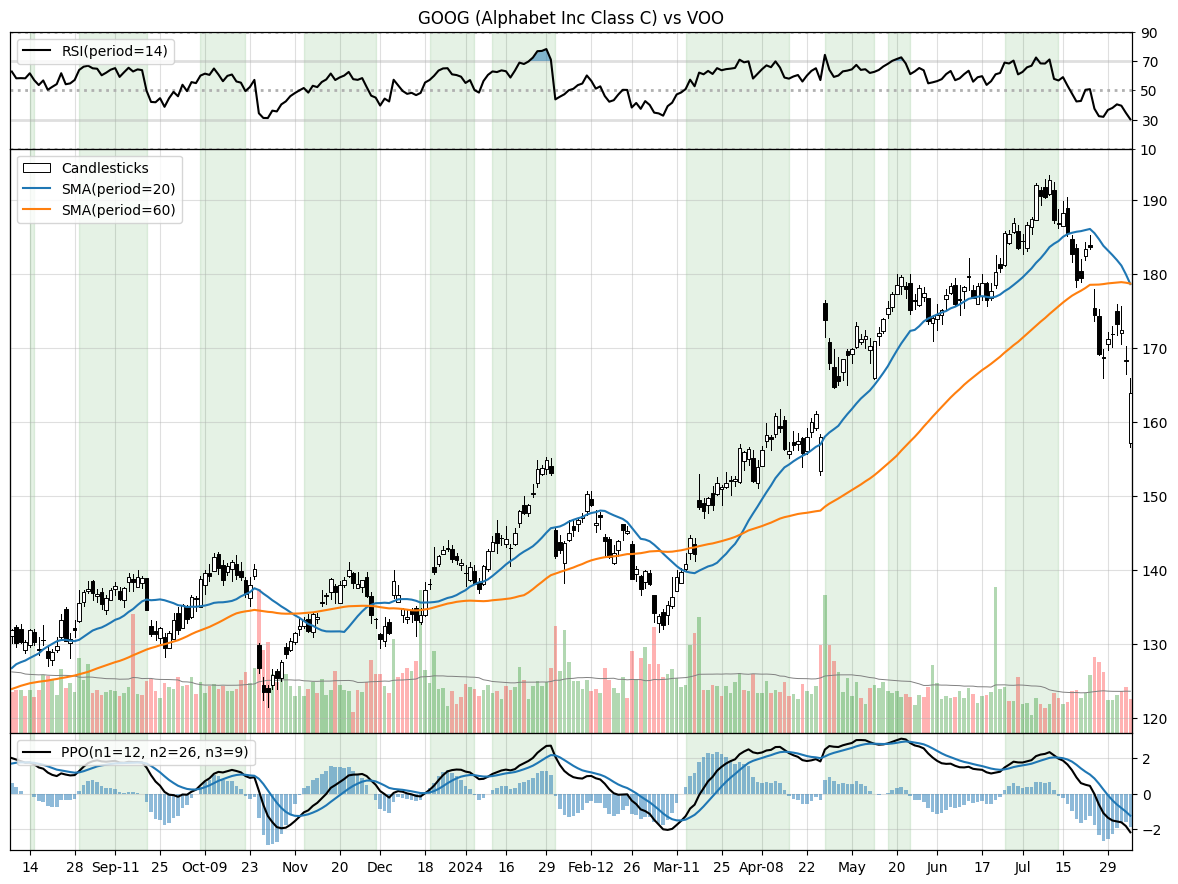 GOOG (Alphabet Inc Class C) vs VOO
RSI(period=14)
90
70
50
30
10
Candlesticks
SMA(period=20)
SMA(period=60)
190
180
170
160
150
140
130
120
PPO(n1=12, n2=26, n3=9)
2
0
−2
14 28 Sep-11 25 Oct-09 23 Nov 20 Dec 18 2024 16 29 Feb-12 26 Mar-11 25 Apr-08 22 May 20 Jun 17 Jul 15 29